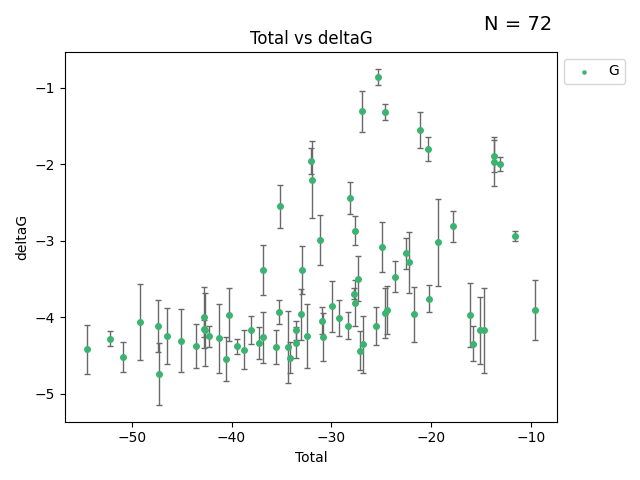 N = 72
Total vs deltaG
G
−1
−2
−3
−4
−5
deltaG
−50 −40 −30 −20 −10
Total